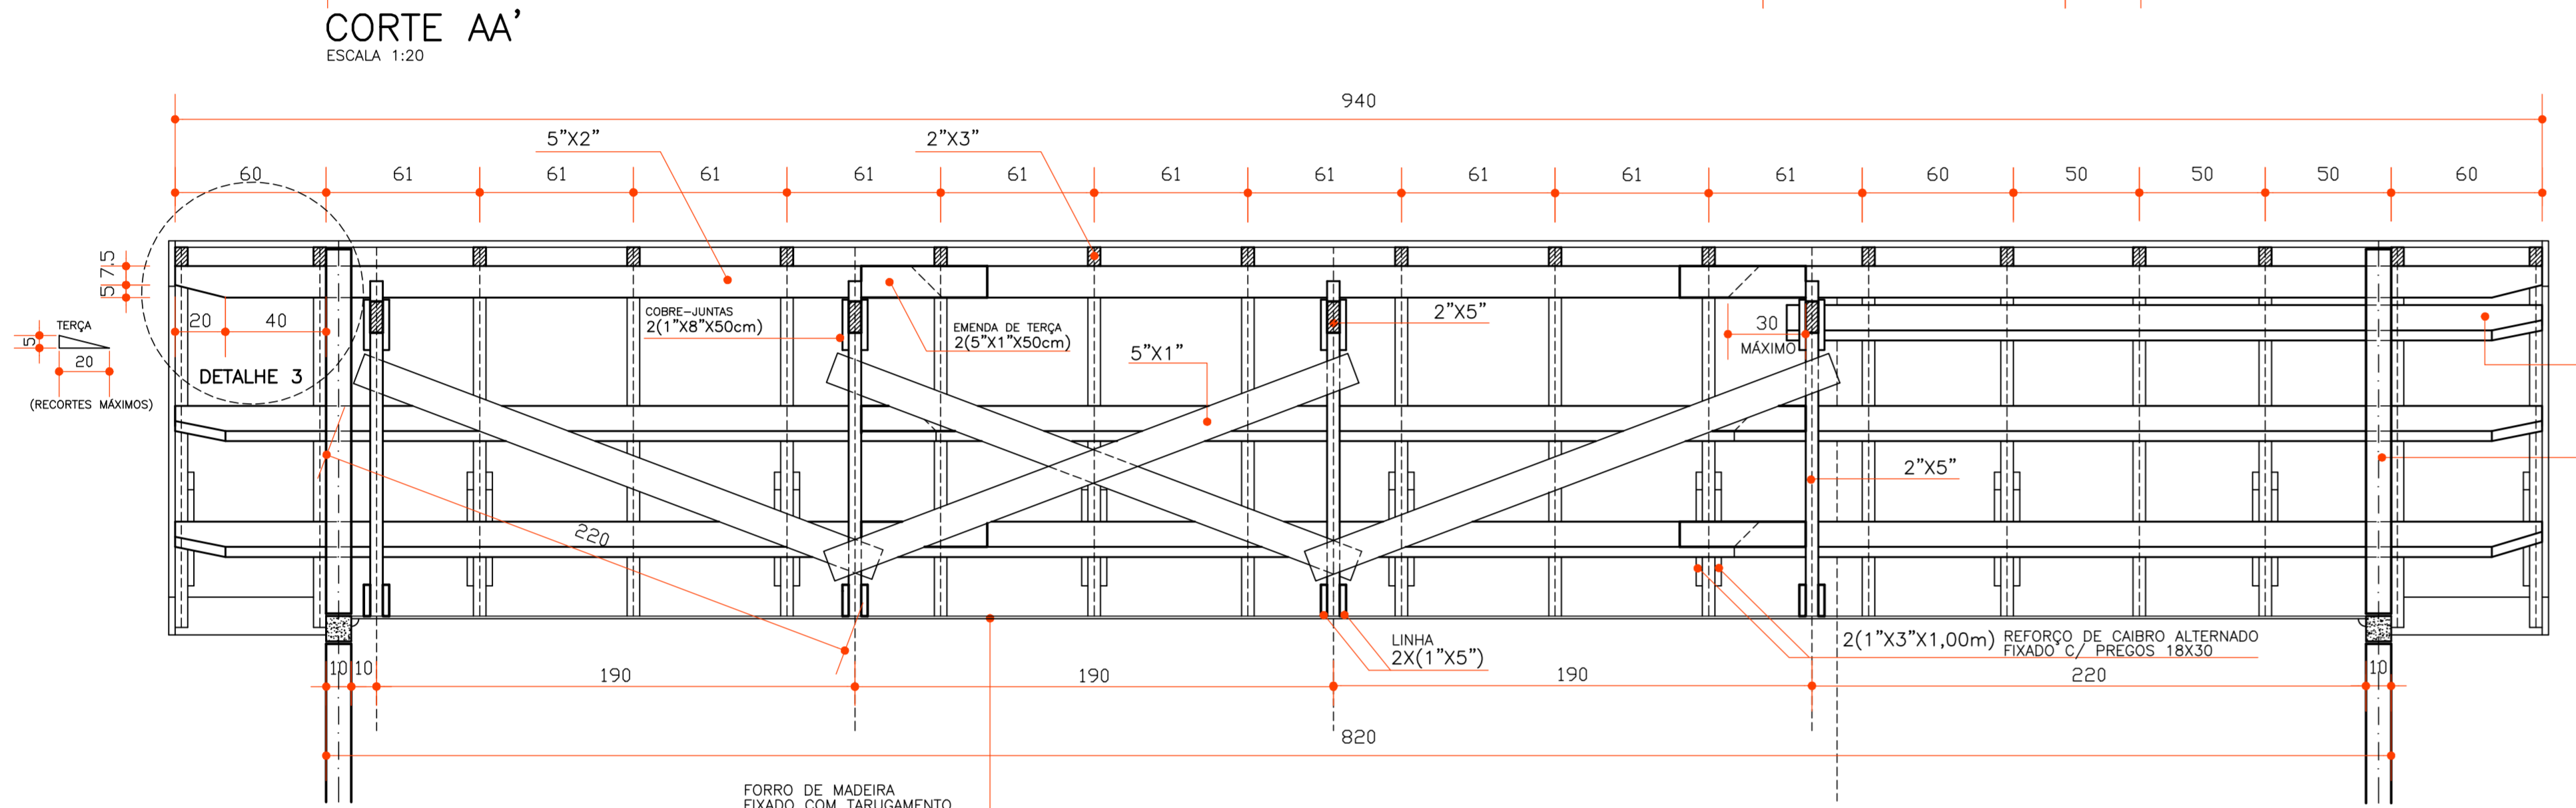 CORTE AA'
ESCALA 1:20
940
5"X2"
2"X3"
60 61 61 61 61 61 61 61 61 61 61 60 50 50 50 60
7.5
5
20 40
TERÇA
5
20
(RECORTES MÁXIMOS)
DETALHE 3
COBRE-JUNTAS
2(1"X8"X50cm)
EMENDA DE TERÇA
2(5"X1"X50cm)
5"X1"
2"X5"
30
MÁXIMO
2"X5"
220
LINHA
2X(1"X5")
2(1"X3"X1,00m) REFORÇO DE CAIBRO ALTERNADO
FIXADO C/ PREGOS 18X30
10 10 190 190 190 220 10
820
FORRO DE MADEIRA
FIXADO COM TARUGAMENTO